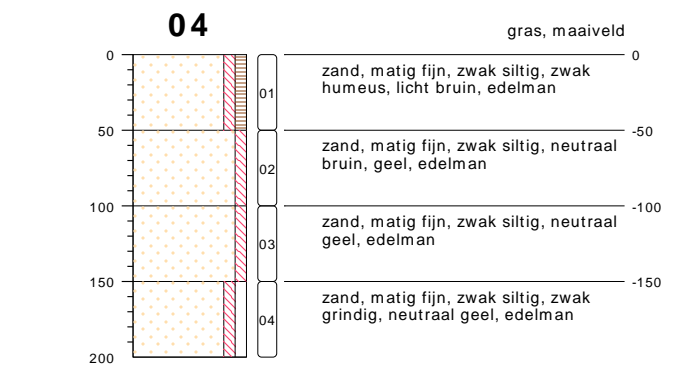 04
gras, maaiveld
0
0
zand, matig fijn, zwak siltig, zwak
humeus, licht bruin, edelman
01
50
-50
zand, matig fijn, zwak siltig, neutraal
bruin, geel, edelman
02
100
-100
zand, matig fijn, zwak siltig, neutraal
geel, edelman
03
150
-150
zand, matig fijn, zwak siltig, zwak
grindig, neutraal geel, edelman
04
200